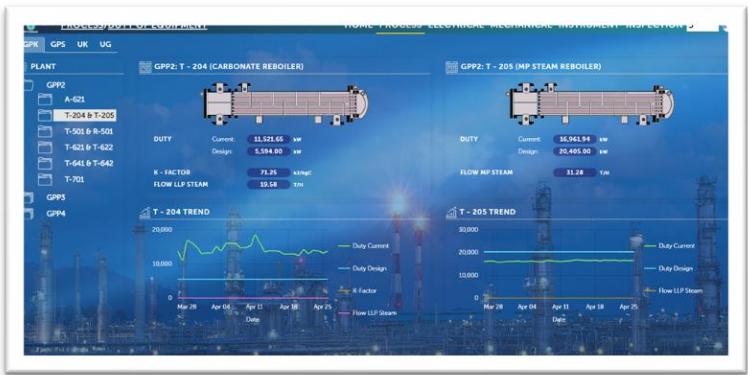 PROCESS/DUTY OF EQUIPMENT
HOME PROCESS ELECTRICAL MECHANICAL INSTRUMENT INSPECTION
GPK GPS UK UG
PLANT
GPP2
A-621
T-204 & T-205
T-501 & R-501
T-621 & T-622
T-641 & T-642
T-701
GPP3
GPP4
GPP2: T - 204 (CARBONATE REBOILER)
DUTY Current: 11,521.65 kW
Design: 5,594.00 kW
K - FACTOR 71.25 kJ/kgC
FLOW LLP STEAM 19.58 T/H
T - 204 TREND
20,000
10,000
0
Mar 28 Apr 04 Apr 11 Apr 18 Apr 25
Date
Duty Current
Duty Design
K-Factor
Flow LLP Steam
GPP2: T - 205 (MP STEAM REBOILER)
DUTY Current: 16,961.94 kW
Design: 20,405.00 kW
FLOW MP STEAM 31.28 T/H
T - 205 TREND
30,000
20,000
10,000
0
Mar 28 Apr 04 Apr 11 Apr 18 Apr 25
Date
Duty Current
Duty Design
Flow LLP Steam